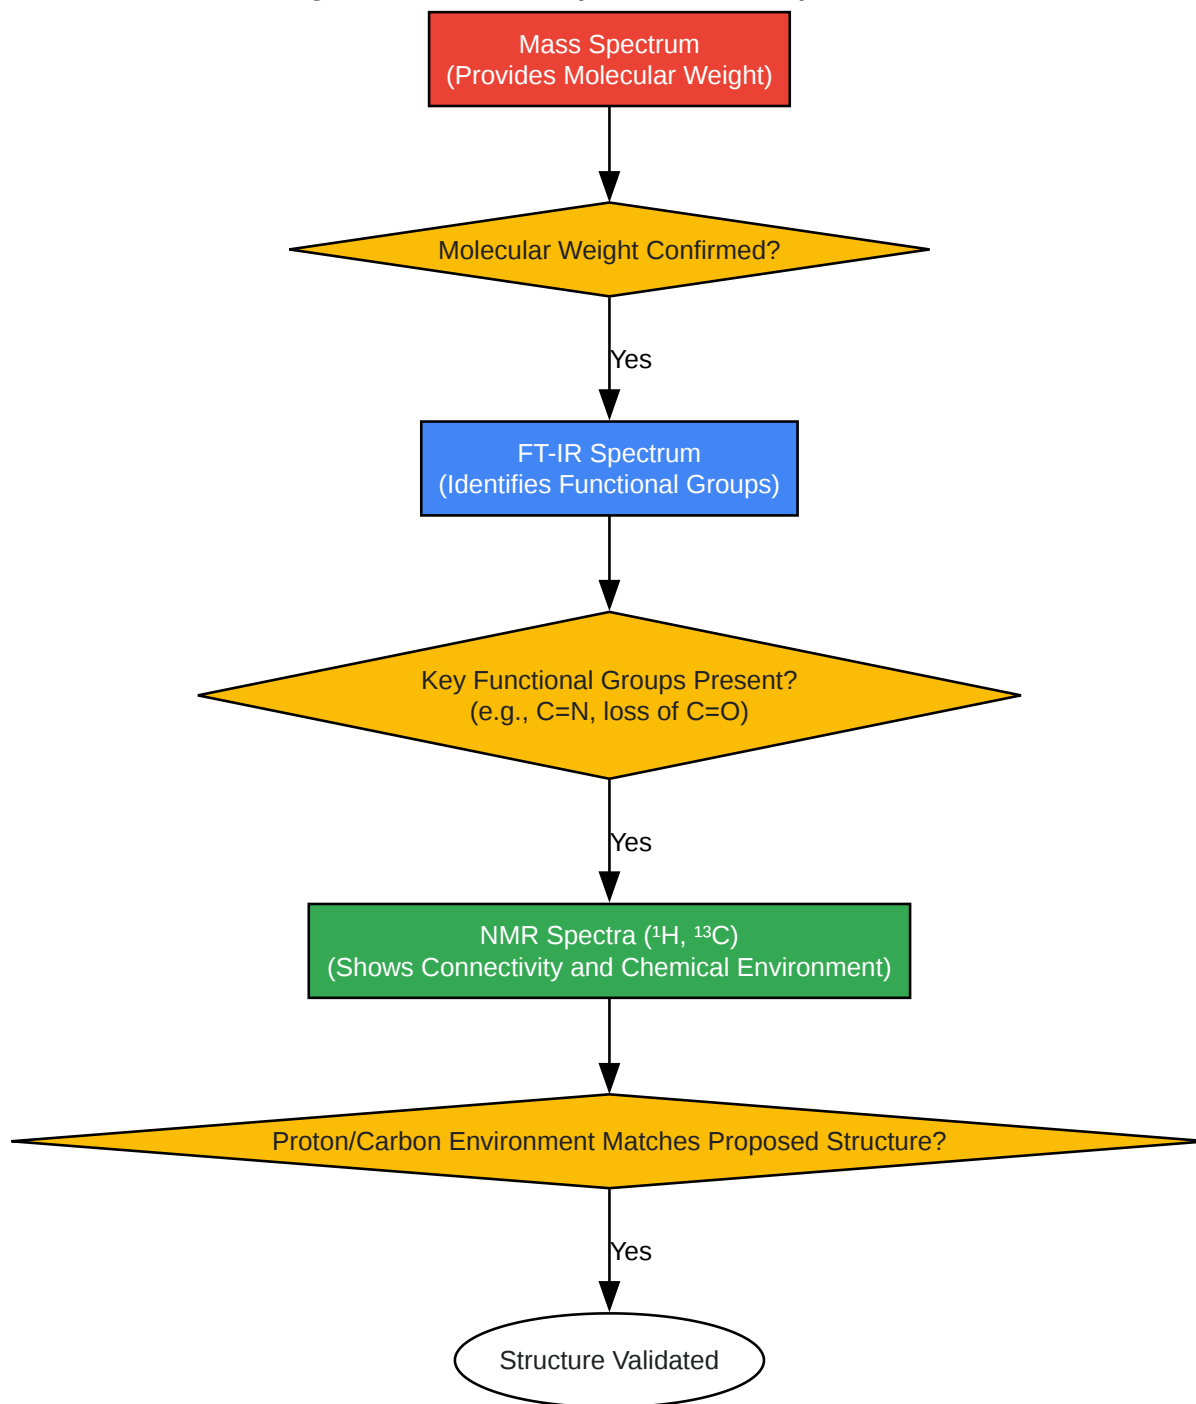 Mass Spectrum
(Provides Molecular Weight)
Molecular Weight Confirmed?
Yes
FT-IR Spectrum
(Identifies Functional Groups)
Key Functional Groups Present?
(e.g., C=N, loss of C=O)
Yes
NMR Spectra (¹H, ¹³C)
(Shows Connectivity and Chemical Environment)
Proton/Carbon Environment Matches Proposed Structure?
Yes
Structure Validated